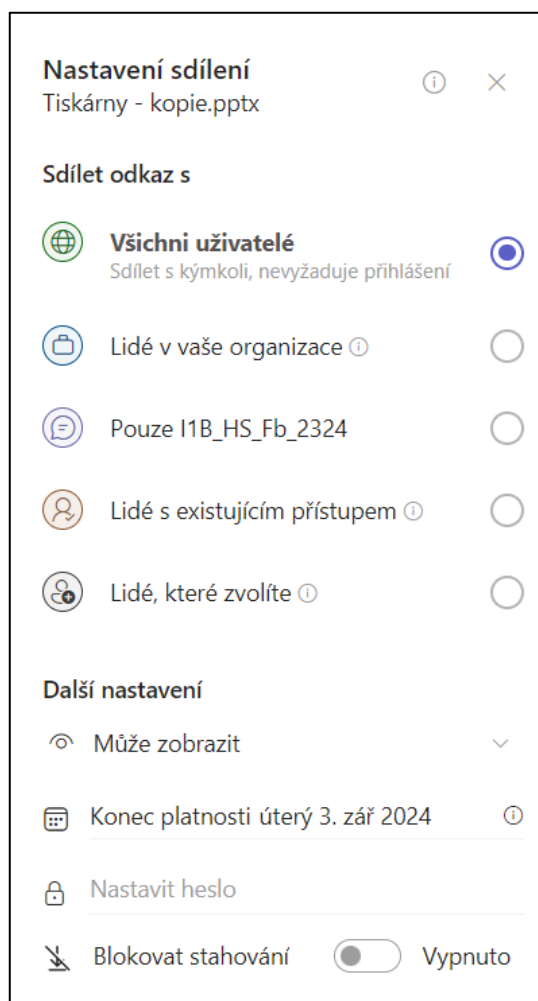 Nastavení sdílení
Tiskárny - kopie.pptx
Sdílet odkaz s
Všichni uživatelé
Sdílet s kýmkoli, nevyžaduje přihlášení
Lidé v vaše organizace
Pouze I1B_HS_Fb_2324
Lidé s existujícím přístupem
Lidé, které zvolíte
Další nastavení
Může zobrazit
Konec platnosti úterý 3. zář 2024
Nastavit heslo
Blokovat stahování Vypnuto